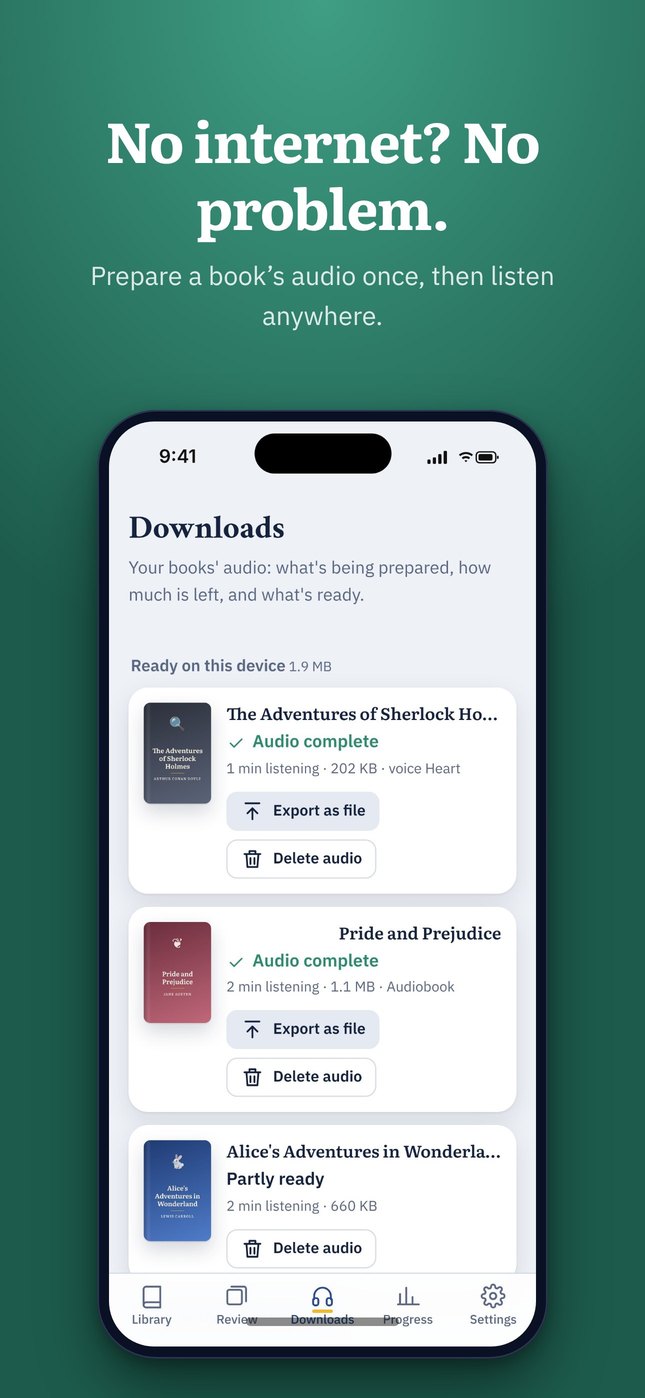 No internet? No
problem.
Prepare a book’s audio once, then listen
anywhere.
9:41
Downloads
Your books' audio: what's being prepared, how
much is left, and what's ready.
Ready on this device 1.9 MB
The Adventures
of Sherlock
Holmes
ARTHUR CONAN DOYLE
The Adventures of Sherlock Ho...
Audio complete
1 min listening · 202 KB · voice Heart
Export as file
Delete audio
Pride and
Prejudice
JANE AUSTEN
Pride and Prejudice
Audio complete
2 min listening · 1.1 MB · Audiobook
Export as file
Delete audio
Alice's
Adventures in
Wonderland
LEWIS CARROLL
Alice's Adventures in Wonderla...
Partly ready
2 min listening · 660 KB
Delete audio
Library Review Downloads Progress Settings